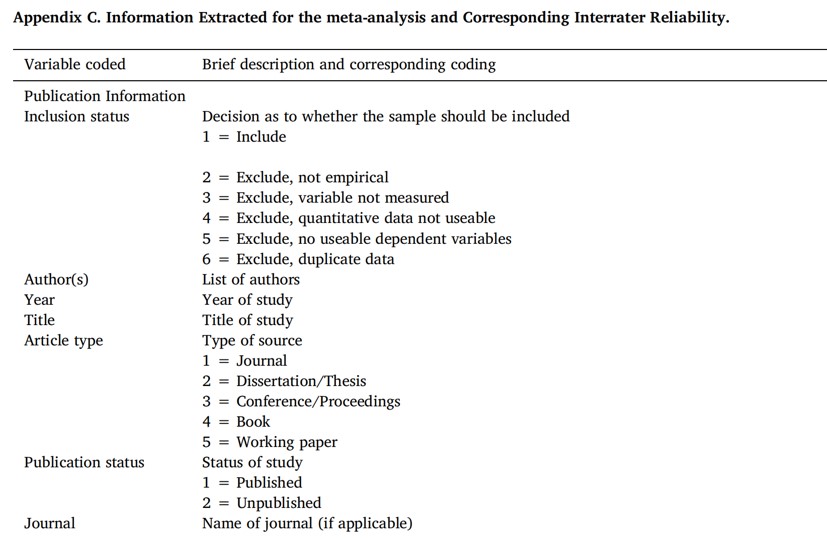 Appendix C. Information Extracted for the meta-analysis and Corresponding Interrater Reliability.
Variable coded Brief description and corresponding coding
Publication Information
Inclusion status Decision as to whether the sample should be included
1 = Include
2 = Exclude, not empirical
3 = Exclude, variable not measured
4 = Exclude, quantitative data not useable
5 = Exclude, no useable dependent variables
6 = Exclude, duplicate data
Author(s) List of authors
Year Year of study
Title Title of study
Article type Type of source
1 = Journal
2 = Dissertation/Thesis
3 = Conference/Proceedings
4 = Book
5 = Working paper
Publication status Status of study
1 = Published
2 = Unpublished
Journal Name of journal (if applicable)